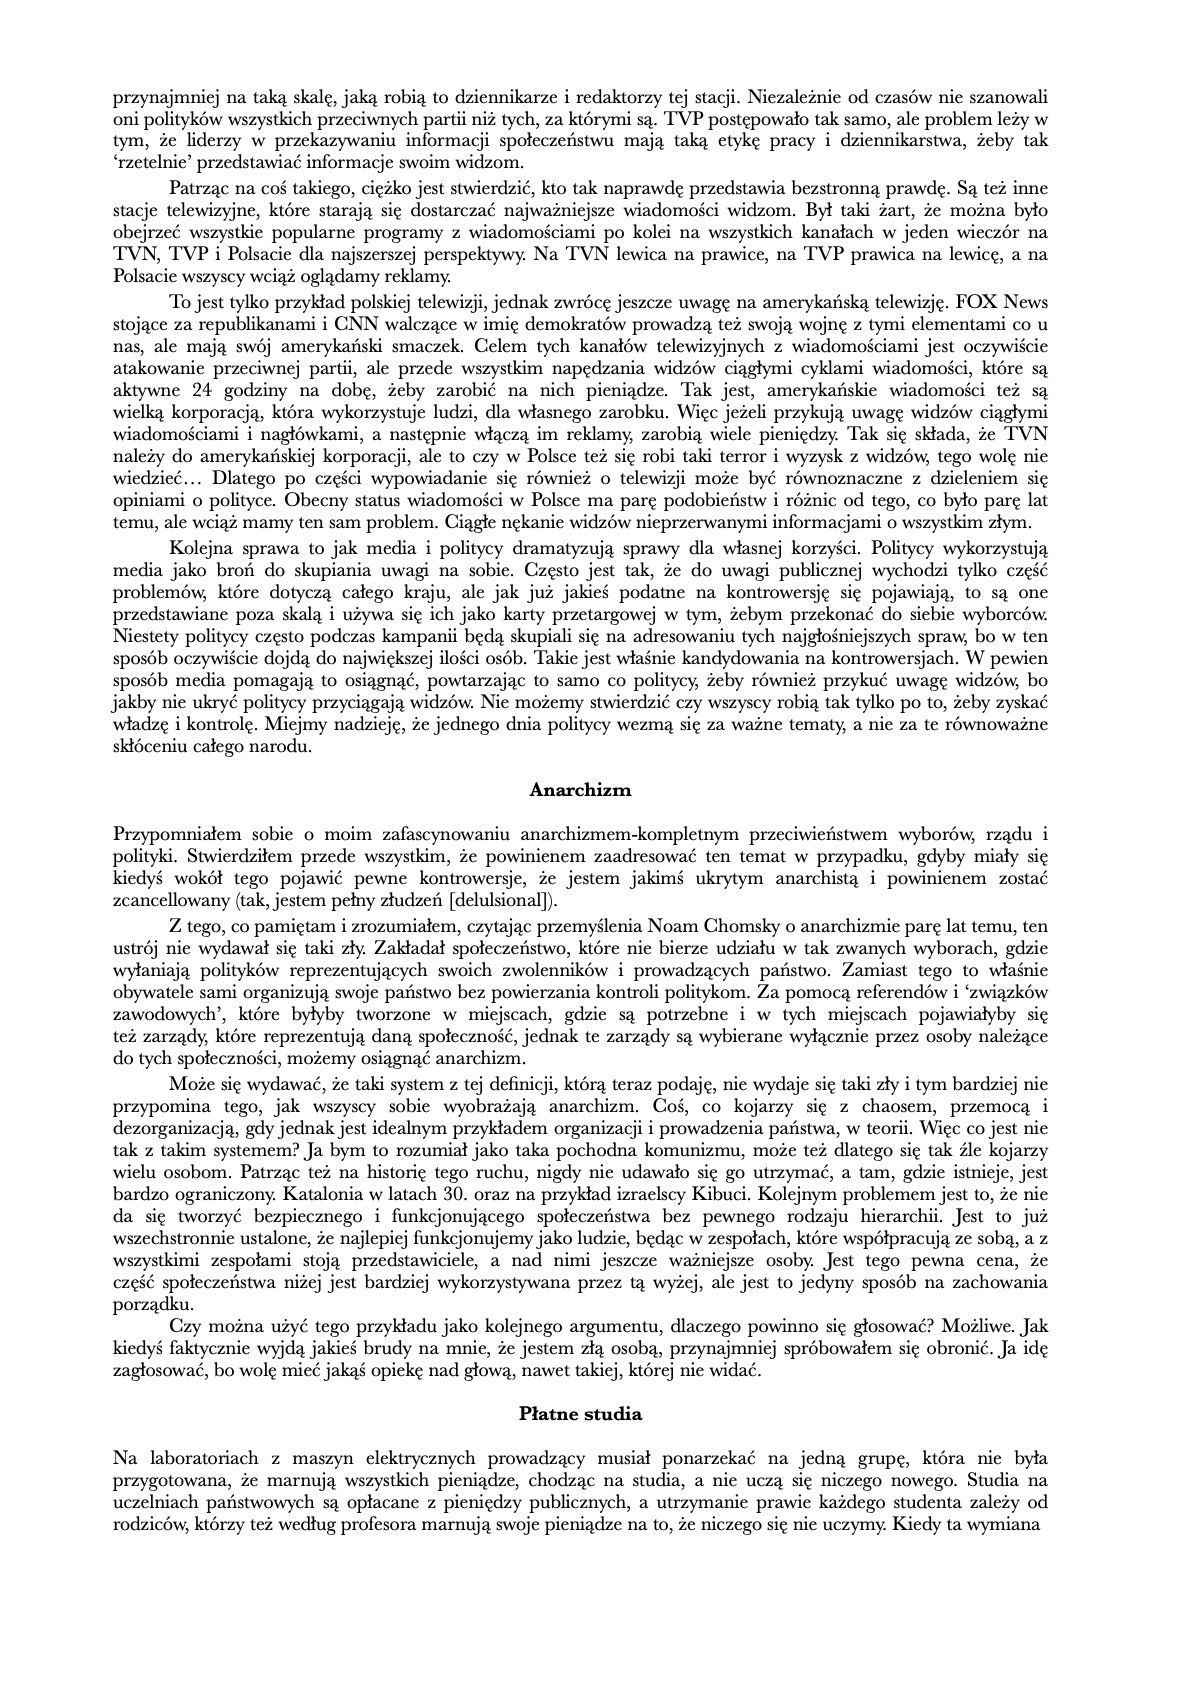 przynajmniej na taką skalę, jaką robią to dziennikarze i redaktorzy tej stacji. Niezależnie od czasów nie szanowali
oni polityków wszystkich przeciwnych partii niż tych, za którymi są. TVP postępowało tak samo, ale problem leży w
tym, że liderzy w przekazywaniu informacji społeczeństwu mają taką etykę pracy i dziennikarstwa, żeby tak
‘rzetelnie’ przedstawiać informacje swoim widzom.
Patrząc na coś takiego, ciężko jest stwierdzić, kto tak naprawdę przedstawia bezstronną prawdę. Są też inne
stacje telewizyjne, które starają się dostarczać najważniejsze wiadomości widzom. Był taki żart, że można było
obejrzeć wszystkie popularne programy z wiadomościami po kolei na wszystkich kanałach w jeden wieczór na
TVN, TVP i Polsacie dla najszerszej perspektywy. Na TVN lewica na prawice, na TVP prawica na lewicę, a na
Polsacie wszyscy wciąż oglądamy reklamy.
To jest tylko przykład polskiej telewizji, jednak zwrócę jeszcze uwagę na amerykańską telewizję. FOX News
stojące za republikanami i CNN walczące w imię demokratów prowadzą też swoją wojnę z tymi elementami co u
nas, ale mają swój amerykański smaczek. Celem tych kanałów telewizyjnych z wiadomościami jest oczywiście
atakowanie przeciwnej partii, ale przede wszystkim napędzania widzów ciągłymi cyklami wiadomości, które są
aktywne 24 godziny na dobę, żeby zarobić na nich pieniądze. Tak jest, amerykańskie wiadomości też są
wielką korporacją, która wykorzystuje ludzi, dla własnego zarobku. Więc jeżeli przykują uwagę widzów ciągłymi
wiadomościami i nagłówkami, a następnie włączą im reklamy, zarobią wiele pieniędzy. Tak się składa, że TVN
należy do amerykańskiej korporacji, ale to czy w Polsce też się robi taki terror i wyzysk z widzów, tego wolę nie
wiedzieć… Dlatego po części wypowiadanie się również o telewizji może być równoznaczne z dzieleniem się
opiniami o polityce. Obecny status wiadomości w Polsce ma parę podobieństw i różnic od tego, co było parę lat
temu, ale wciąż mamy ten sam problem. Ciągłe nękanie widzów nieprzerwanymi informacjami o wszystkim złym.
Kolejna sprawa to jak media i politycy dramatyzują sprawy dla własnej korzyści. Politycy wykorzystują
media jako broń do skupiania uwagi na sobie. Często jest tak, że do uwagi publicznej wychodzi tylko część
problemów, które dotyczą całego kraju, ale jak już jakieś podatne na kontrowersję się pojawiają, to są one
przedstawiane poza skalą i używa się ich jako karty przetargowej w tym, żebym przekonać do siebie wyborców.
Niestety politycy często podczas kampanii będą skupiali się na adresowaniu tych najgłośniejszych spraw, bo w ten
sposób oczywiście dojdą do największej ilości osób. Takie jest właśnie kandydowania na kontrowersjach. W pewien
sposób media pomagają to osiągnąć, powtarzając to samo co politycy, żeby również przykuć uwagę widzów, bo
jakby nie ukryć politycy przyciągają widzów. Nie możemy stwierdzić czy wszyscy robią tak tylko po to, żeby zyskać
władzę i kontrolę. Miejmy nadzieję, że jednego dnia politycy wezmą się za ważne tematy, a nie za te równoważne
skłóceniu całego narodu.
Anarchizm
Przypomniałem sobie o moim zafascynowaniu anarchizmem-kompletnym przeciwieństwem wyborów, rządu i
polityki. Stwierdziłem przede wszystkim, że powinienem zaadresować ten temat w przypadku, gdyby miały się
kiedyś wokół tego pojawić pewne kontrowersje, że jestem jakimś ukrytym anarchistą i powinienem zostać
zcancellowany (tak, jestem pełny złudzeń [delulsional]).
Z tego, co pamiętam i zrozumiałem, czytając przemyślenia Noam Chomsky o anarchizmie parę lat temu, ten
ustrój nie wydawał się taki zły. Zakładał społeczeństwo, które nie bierze udziału w tak zwanych wyborach, gdzie
wyłaniają polityków reprezentujących swoich zwolenników i prowadzących państwo. Zamiast tego to właśnie
obywatele sami organizują swoje państwo bez powierzania kontroli politykom. Za pomocą referendów i ‘związków
zawodowych’, które byłyby tworzone w miejscach, gdzie są potrzebne i w tych miejscach pojawiałyby się
też zarządy, które reprezentują daną społeczność, jednak te zarządy są wybierane wyłącznie przez osoby należące
do tych społeczności, możemy osiągnąć anarchizm.
Może się wydawać, że taki system z tej definicji, którą teraz podaję, nie wydaje się taki zły i tym bardziej nie
przypomina tego, jak wszyscy sobie wyobrażają anarchizm. Coś, co kojarzy się z chaosem, przemocą i
dezorganizacją, gdy jednak jest idealnym przykładem organizacji i prowadzenia państwa, w teorii. Więc co jest nie
tak z takim systemem? Ja bym to rozumiał jako taka pochodna komunizmu, może też dlatego się tak źle kojarzy
wielu osobom. Patrząc też na historię tego ruchu, nigdy nie udawało się go utrzymać, a tam, gdzie istnieje, jest
bardzo ograniczony. Katalonia w latach 30. oraz na przykład izraelscy Kibuci. Kolejnym problemem jest to, że nie
da się tworzyć bezpiecznego i funkcjonującego społeczeństwa bez pewnego rodzaju hierarchii. Jest to już
wszechstronnie ustalone, że najlepiej funkcjonujemy jako ludzie, będąc w zespołach, które współpracują ze sobą, a z
wszystkimi zespołami stoją przedstawiciele, a nad nimi jeszcze ważniejsze osoby. Jest tego pewna cena, że
część społeczeństwa niżej jest bardziej wykorzystywana przez tą wyżej, ale jest to jedyny sposób na zachowania
porządku.
Czy można użyć tego przykładu jako kolejnego argumentu, dlaczego powinno się głosować? Możliwe. Jak
kiedyś faktycznie wyjdą jakieś brudy na mnie, że jestem złą osobą, przynajmniej spróbowałem się obronić. Ja idę
zagłosować, bo wolę mieć jakąś opiekę nad głową, nawet takiej, której nie widać.
Płatne studia
Na laboratoriach z maszyn elektrycznych prowadzący musiał ponarzekać na jedną grupę, która nie była
przygotowana, że marnują wszystkich pieniądze, chodząc na studia, a nie uczą się niczego nowego. Studia na
uczelniach państwowych są opłacane z pieniędzy publicznych, a utrzymanie prawie każdego studenta zależy od
rodziców, którzy też według profesora marnują swoje pieniądze na to, że niczego się nie uczymy. Kiedy ta wymiana